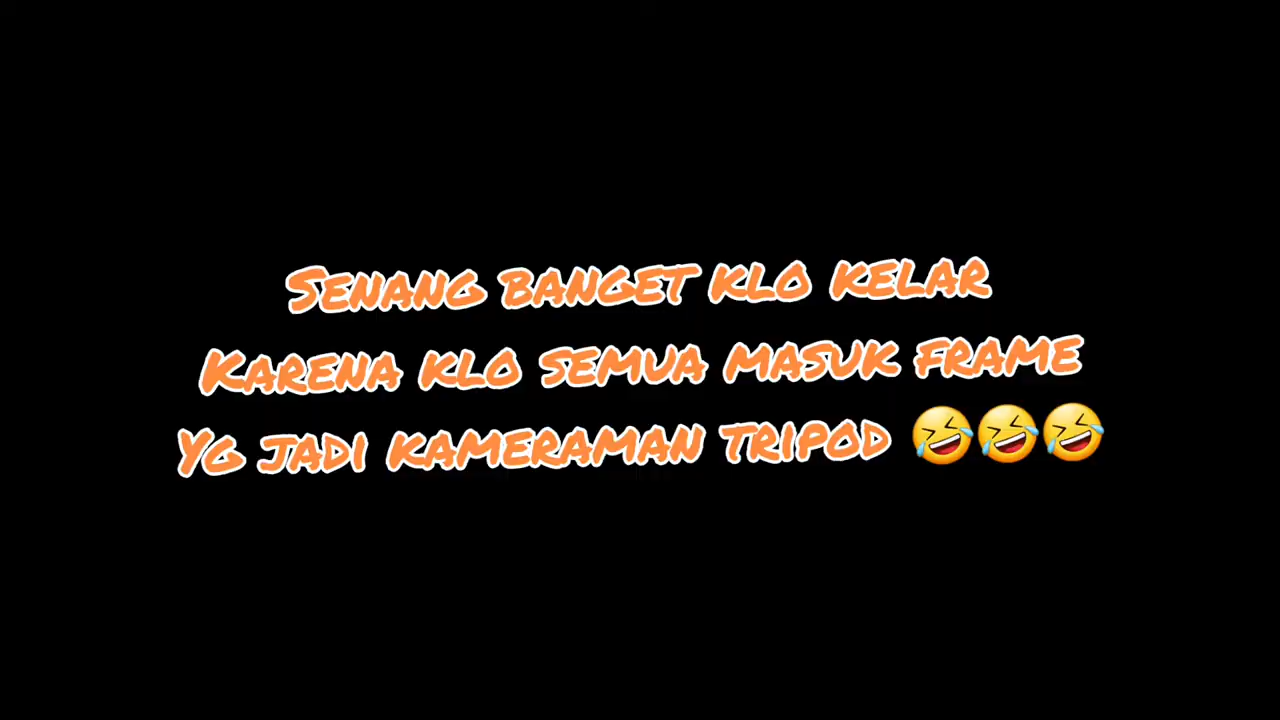 Senang banget klo kelar
Karena klo semua masuk frame
Yg jadi kameraman tripod 🤣🤣🤣